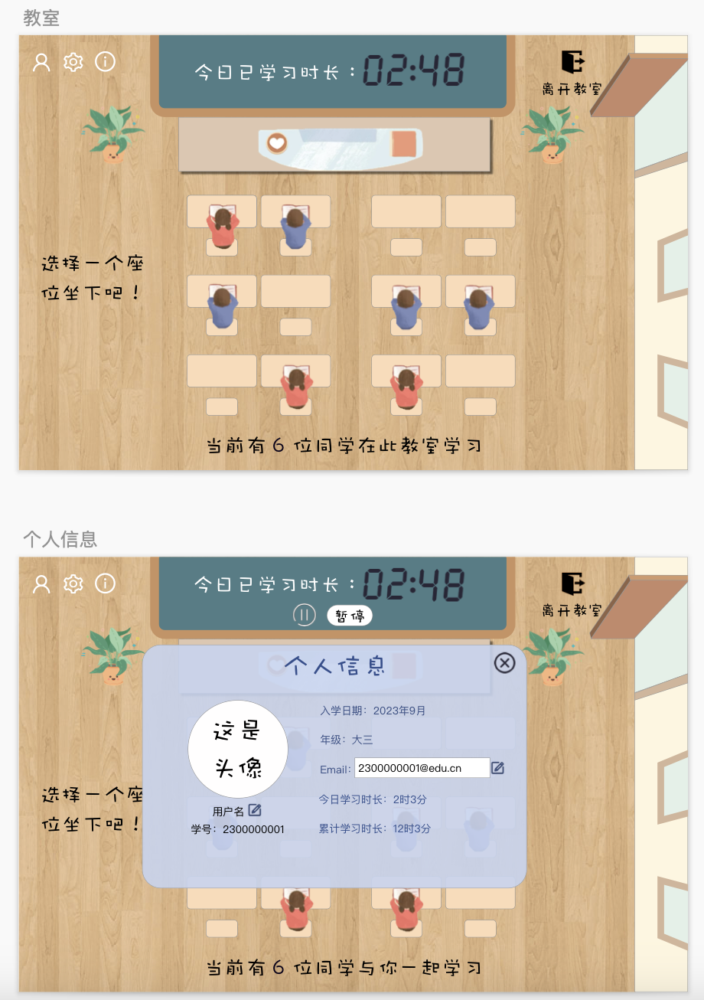 教室
今日已学习时长：02:48
离开教室
选择一个座
位坐下吧！
当前有6位同学在此教室学习
个人信息
今日已学习时长：02:48
暂停
离开教室
个人信息
这是
头像
用户名
学号：2300000001
入学日期：2023年9月
年级：大三
Email：2300000001@edu.cn
今日学习时长：2时3分
累计学习时长：12时3分
选择一个座
位坐下吧！
当前有6位同学与你一起学习